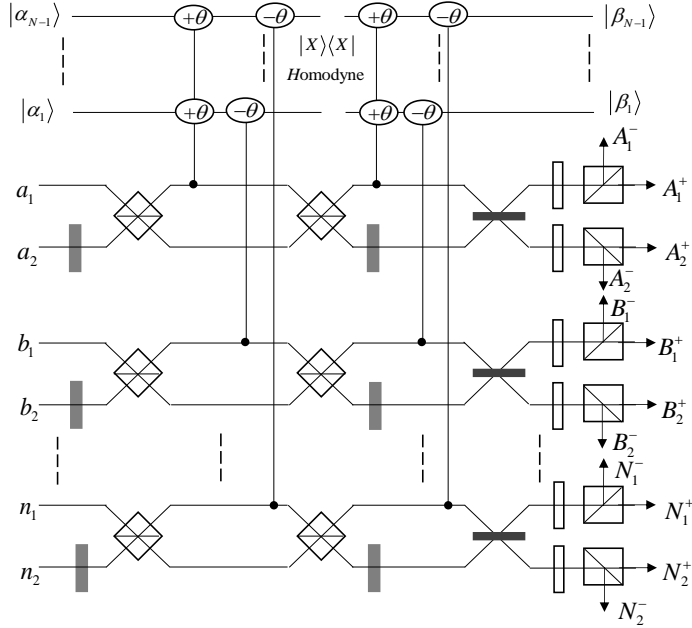 |α_{N−1}⟩ +θ −θ +θ −θ |β_{N−1}⟩
|X⟩⟨X|
Homodyne
|α_1⟩ +θ −θ +θ −θ |β_1⟩
A_1^−
a_1 A_1^+
a_2 A_2^+
A_2^−
B_1^−
b_1 B_1^+
b_2 B_2^+
B_2^−
N_1^−
n_1 N_1^+
n_2 N_2^+
N_2^−